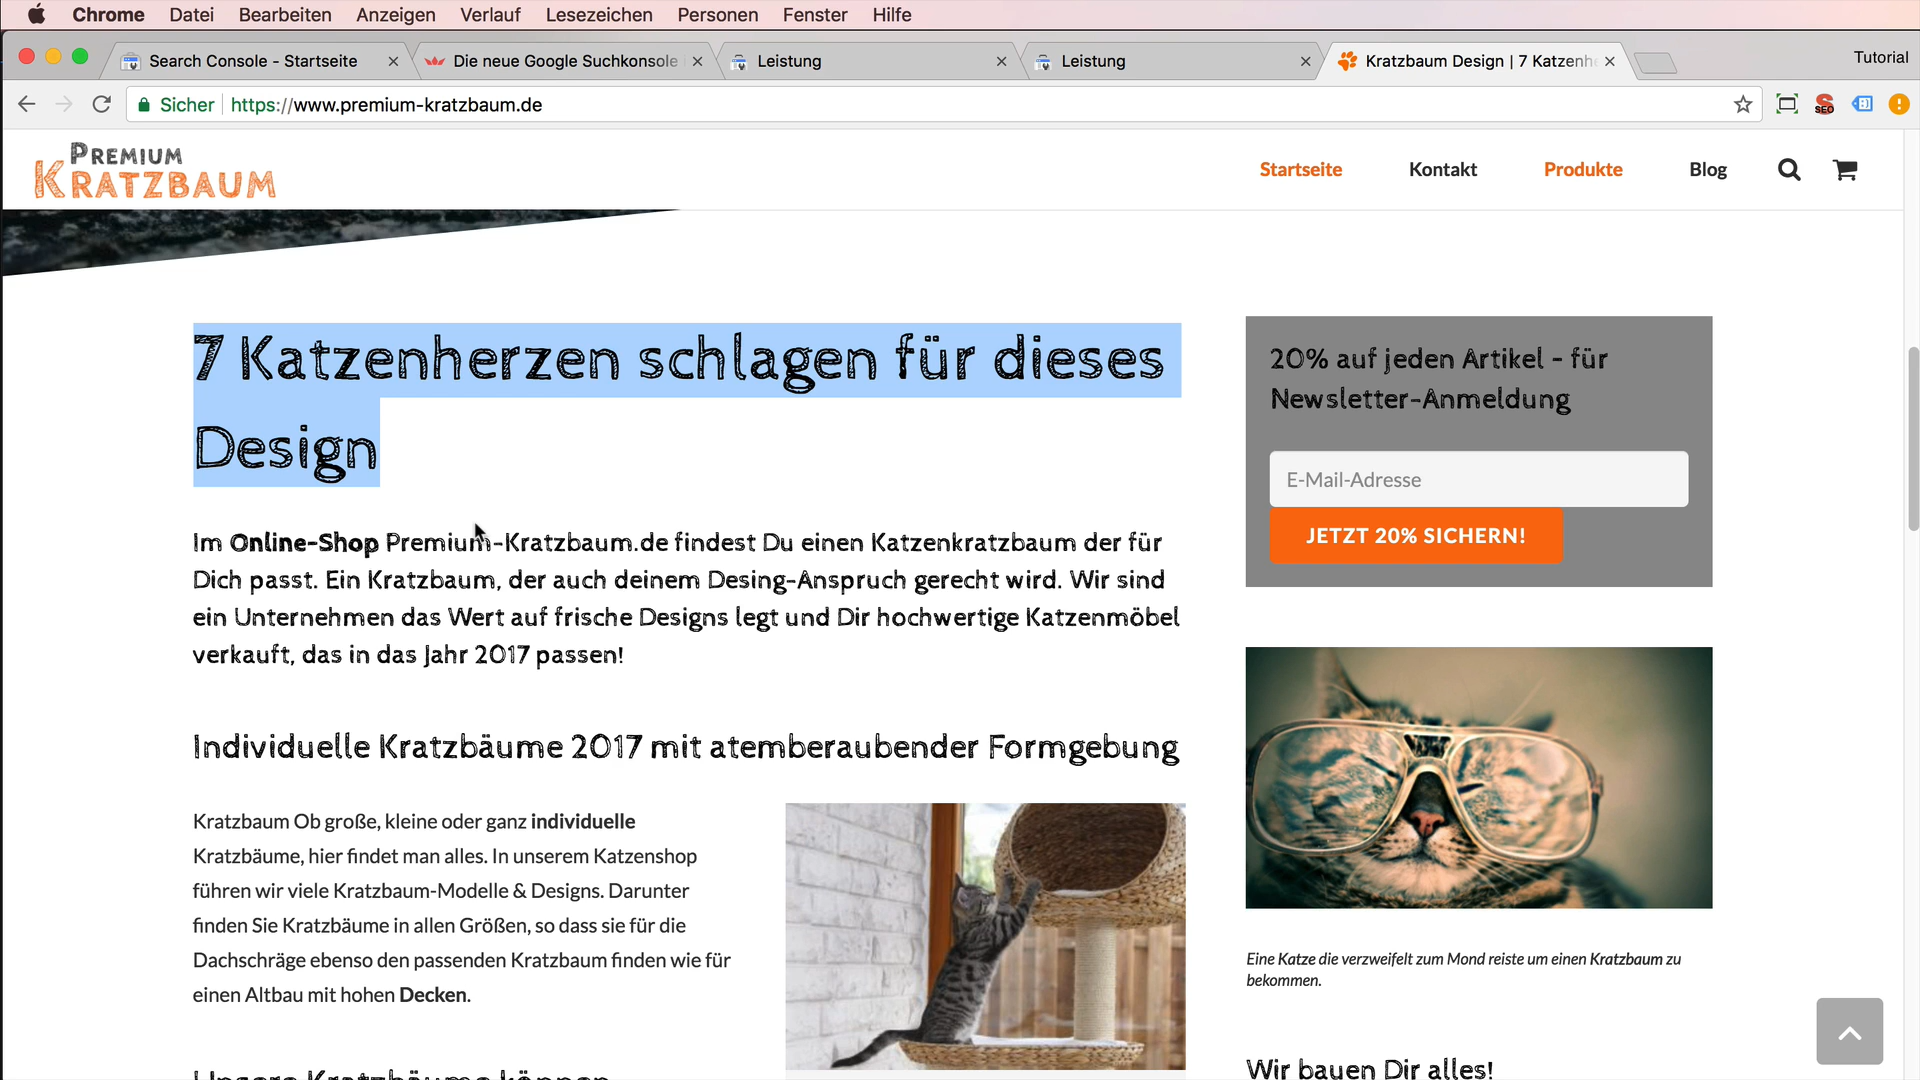 Chrome Datei Bearbeiten Anzeigen Verlauf Lesezeichen Personen Fenster Hilfe
Search Console - Startseite Die neue Google Suchkonsole Leistung Leistung Kratzbaum Design | 7 Katzenh Tutorial
Sicher https://www.premium-kratzbaum.de SEO
PREMIUM
KRATZBAUM
Startseite Kontakt Produkte Blog
7 Katzenherzen schlagen für dieses
Design
Im Online-Shop Premium-Kratzbaum.de findest Du einen Katzenkratzbaum der für
Dich passt. Ein Kratzbaum, der auch deinem Desing-Anspruch gerecht wird. Wir sind
ein Unternehmen das Wert auf frische Designs legt und Dir hochwertige Katzenmöbel
verkauft, das in das Jahr 2017 passen!
Individuelle Kratzbäume 2017 mit atemberaubender Formgebung
Kratzbaum Ob große, kleine oder ganz individuelle
Kratzbäume, hier findet man alles. In unserem Katzenshop
führen wir viele Kratzbaum-Modelle & Designs. Darunter
finden Sie Kratzbäume in allen Größen, so dass sie für die
Dachschräge ebenso den passenden Kratzbaum finden wie für
einen Altbau mit hohen Decken.
Unsere Kratzbäume können
20% auf jeden Artikel - für
Newsletter-Anmeldung
E-Mail-Adresse
JETZT 20% SICHERN!
Eine Katze die verzweifelt zum Mond reiste um einen Kratzbaum zu
bekommen.
Wir bauen Dir alles!